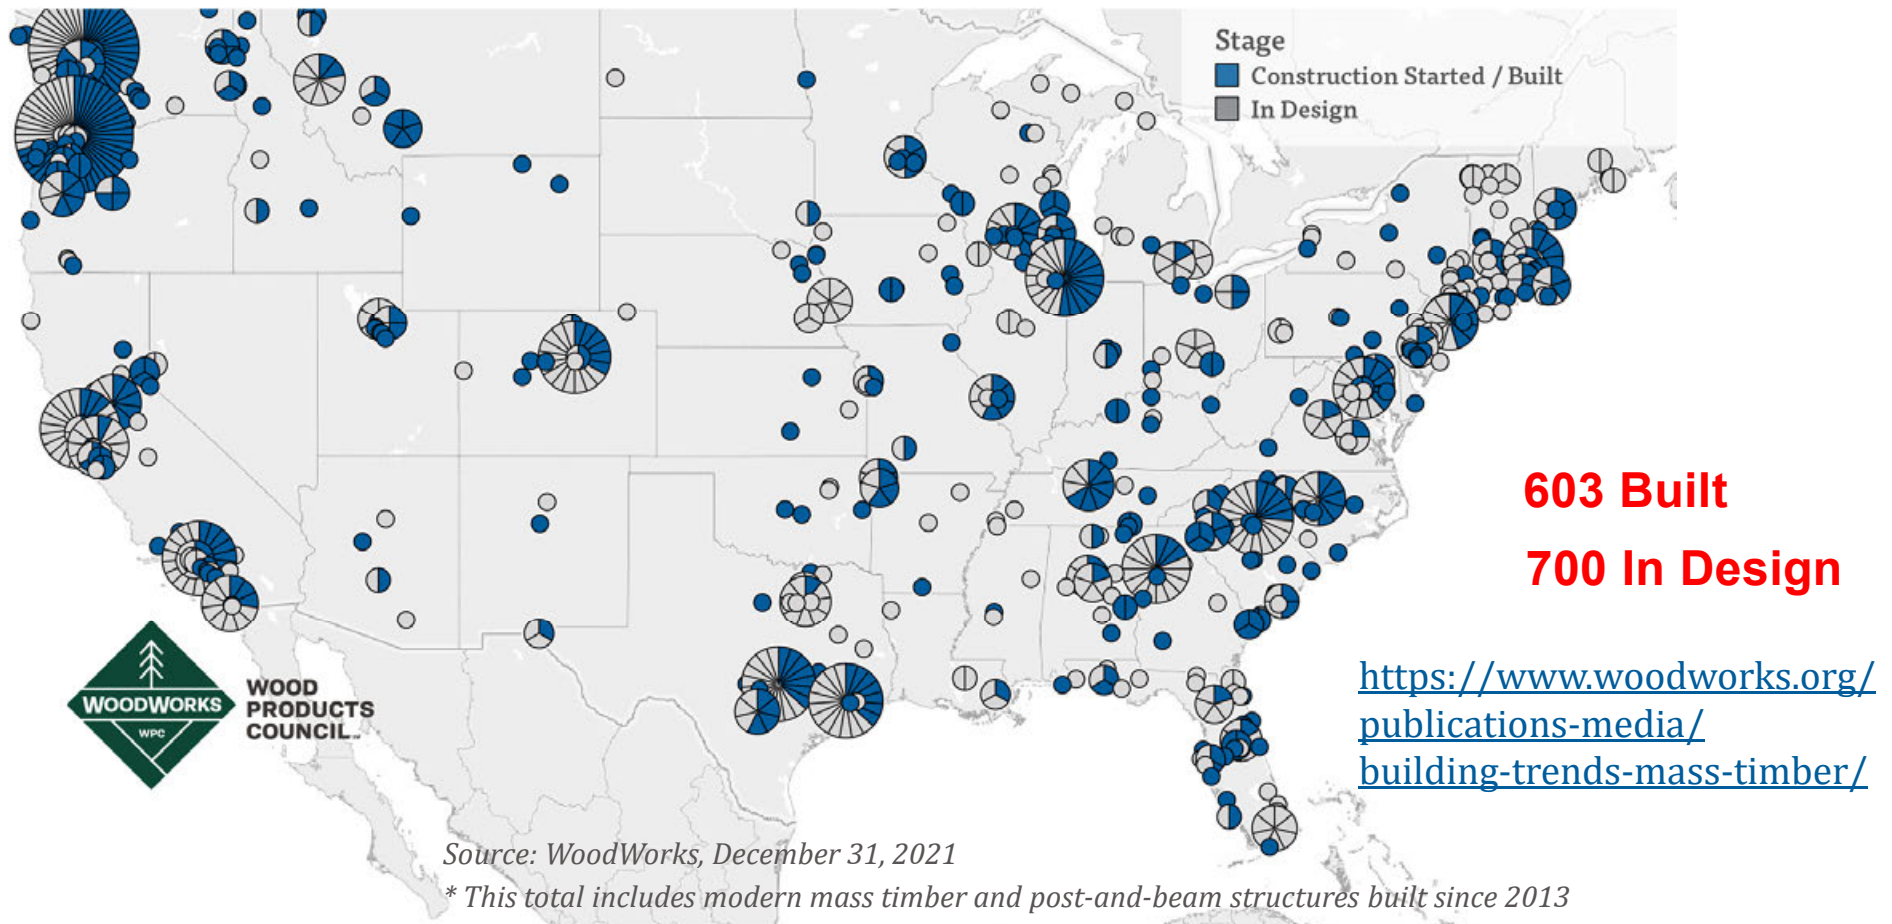 Stage
Construction Started / Built
In Design
603 Built
700 In Design
WOODWORKS
WPC
WOOD
PRODUCTS
COUNCIL
https://www.woodworks.org/
publications-media/
building-trends-mass-timber/
Source: WoodWorks, December 31, 2021
* This total includes modern mass timber and post-and-beam structures built since 2013